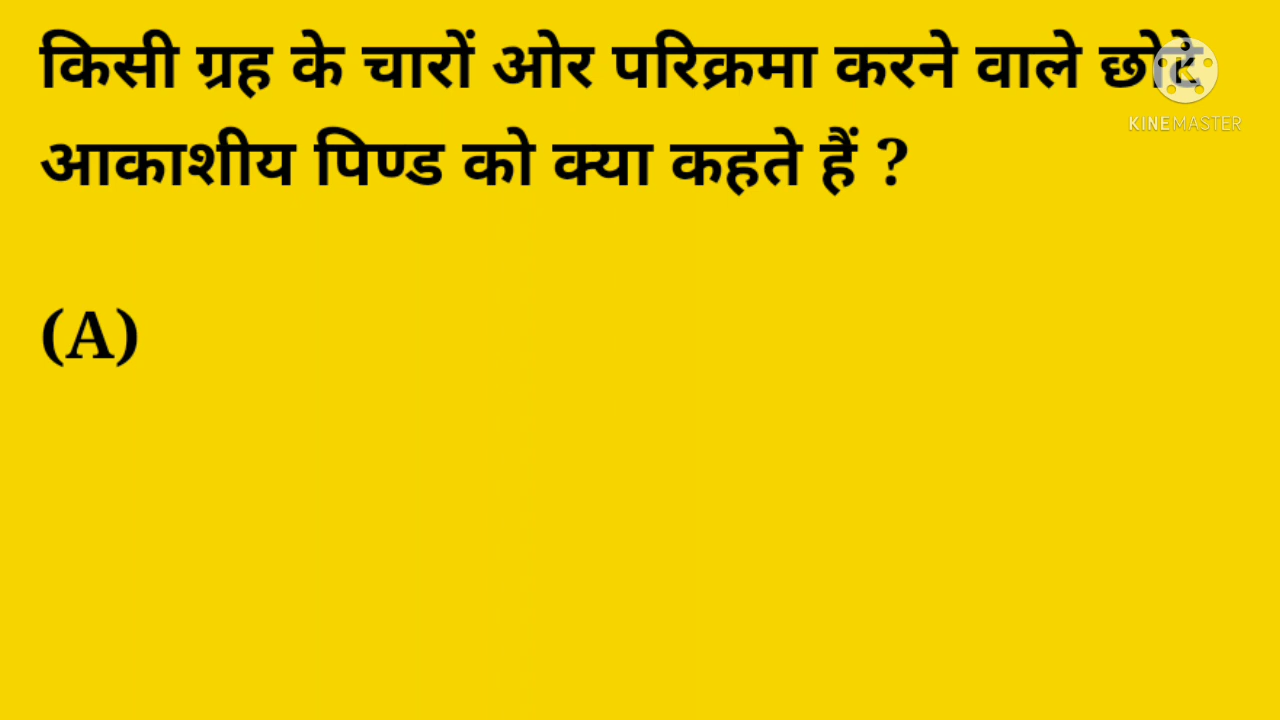 किसी ग्रह के चारों ओर परिक्रमा करने वाले छोटे
KINEMASTER
आकाशीय पिण्ड को क्या कहते हैं ?
(A)